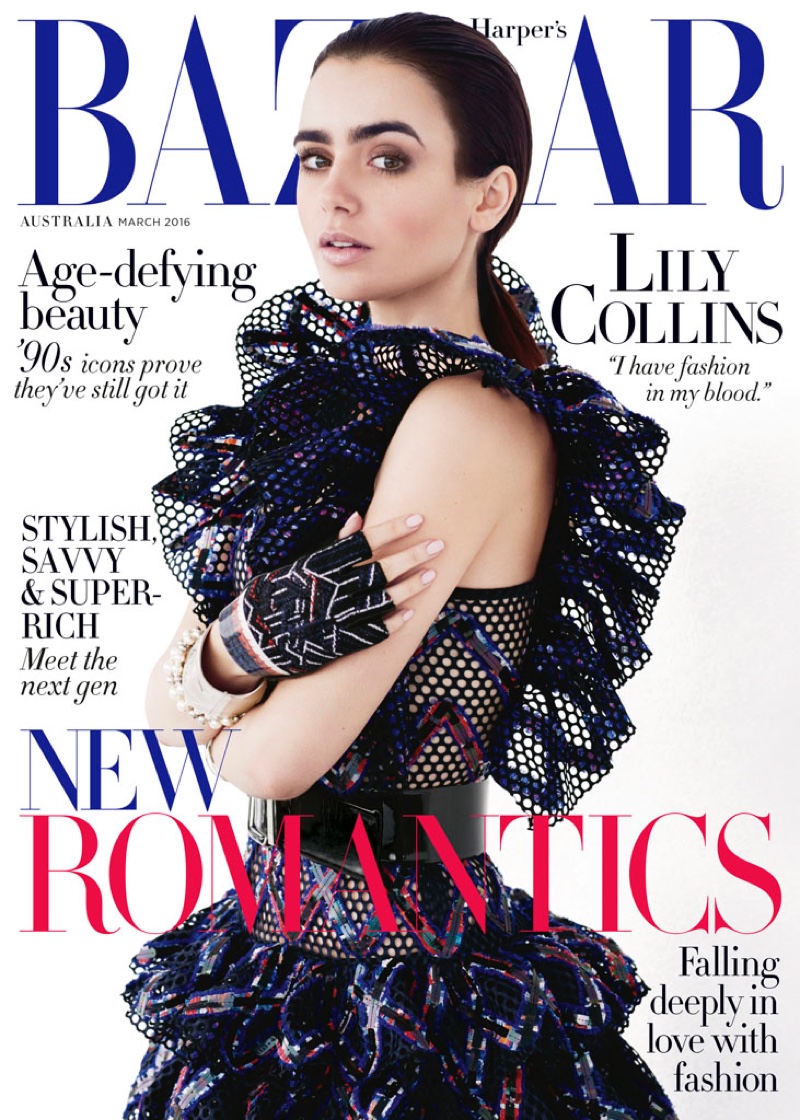 Harper's
BAZAAR
AUSTRALIA MARCH 2016
Age-defying
beauty
'90s icons prove
they've still got it
LILY
COLLINS
“I have fashion
in my blood.”
STYLISH,
SAVVY
& SUPER-
RICH
Meet the
next gen
NEW
ROMANTICS
Falling
deeply in
love with
fashion